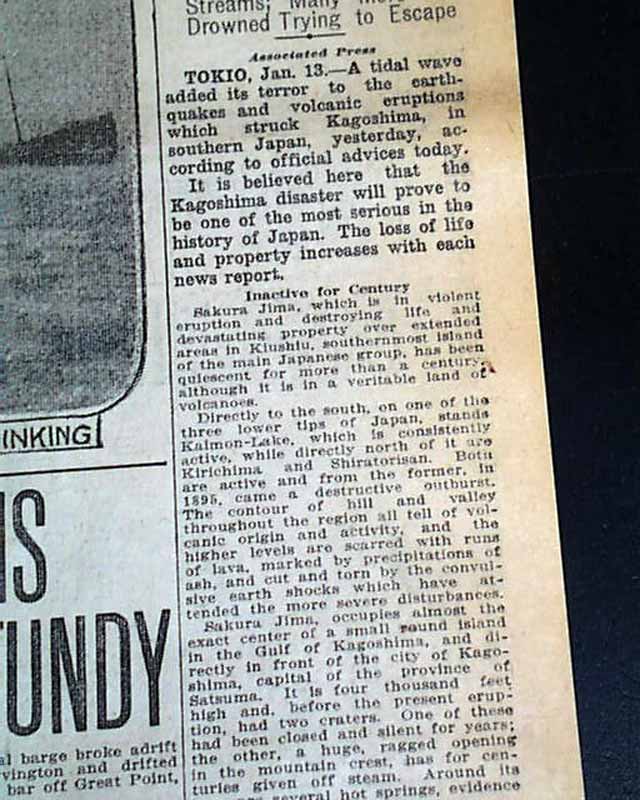 Streams; Many
Drowned Trying to Escape
Associated Press
TOKIO, Jan. 13.—A tidal wave
added its terror to the earth-
quakes and volcanic eruptions
which struck Kagoshima, in
southern Japan, yesterday, ac-
cording to official advices today.
It is believed here that the
Kagoshima disaster will prove to
be one of the most serious in the
history of Japan. The loss of life
and property increases with each
news report.
Inactive for Century
Sakura Jima, which is in violent
eruption and destroying life and
devastating property over extended
areas in Kiushiu, southernmost island
of the main Japanese group, has been
quiescent for more than a century,
although it is in a veritable land of
volcanoes.
Directly to the south, on one of the
three lower tips of Japan, stands
Kaimon-Lake, which is consistently
active, while directly north of it are
Kirichima and Shiratorisan. Both
are active and from the former, in
1895, came a destructive outburst.
The contour of hill and valley
throughout the region all tell of vol-
canic origin and activity, and the
higher levels are scarred with runs
of lava, marked by precipitations of
ash, and cut and torn by the convul-
sive earth shocks which have at-
tended the more severe disturbances.
Sakura Jima, occupies almost the
exact center of a small round island
in the Gulf of Kagoshima, and di-
rectly in front of the city of Kago-
shima, capital of the province of
Satsuma. It is four thousand feet
high and, before the present erup-
tion, had two craters. One of these
had been closed and silent for years;
the other, a huge, ragged opening
in the mountain crest, has for cen-
turies given off steam. Around its
several hot springs, evidence
INKING
IS
UNDY
al barge broke adrift
vington and drifted
bar off Great Point,